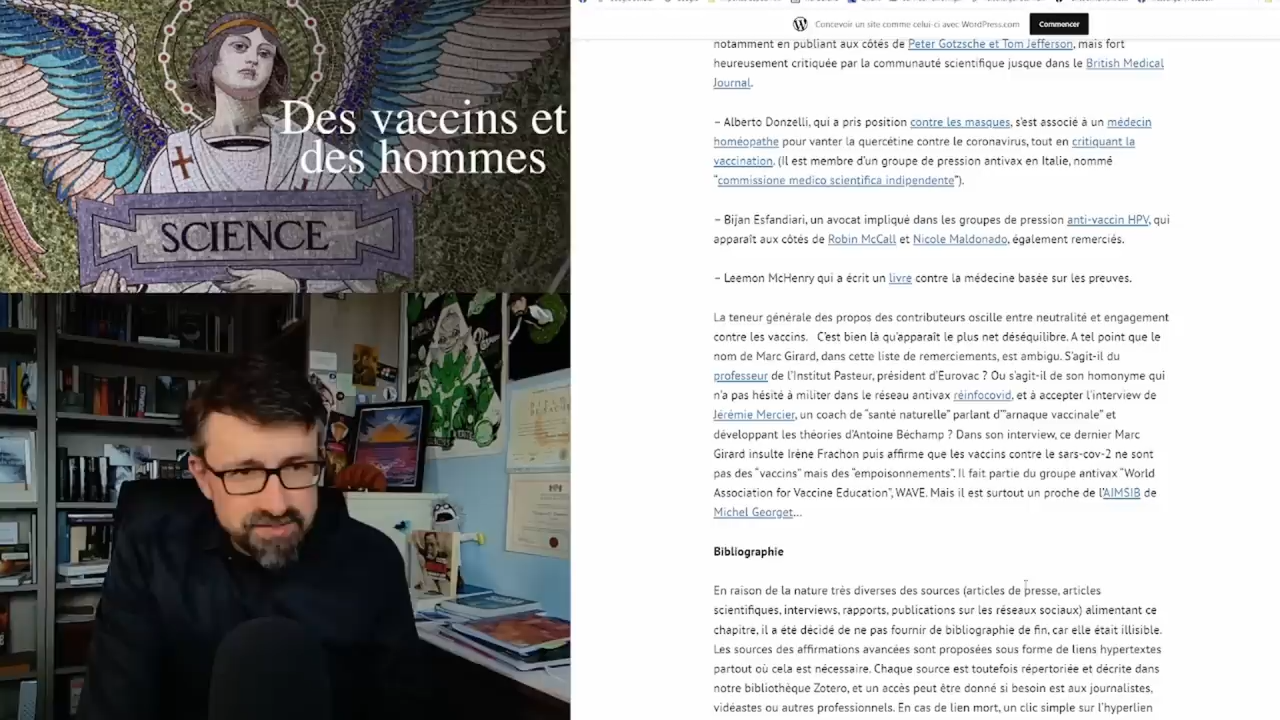 Des vaccins et
des hommes
SCIENCE
Concevoir un site comme celui-ci avec WordPress.com
Commencer
notamment en publiant aux côtés de Peter Gotzsche et Tom Jefferson, mais fort
heureusement critiquée par la communauté scientifique jusque dans le British Medical
Journal.
– Alberto Donzelli, qui a pris position contre les masques, s'est associé à un médecin
homéopathe pour vanter la quercétine contre le coronavirus, tout en critiquant la
vaccination. (Il est membre d'un groupe de pression antivax en Italie, nommé
“commissione medico scientifica indipendente”).
– Bijan Esfandiari, un avocat impliqué dans les groupes de pression anti-vaccin HPV, qui
apparaît aux côtés de Robin McCall et Nicole Maldonado, également remerciés.
– Leemon McHenry qui a écrit un livre contre la médecine basée sur les preuves.
La teneur générale des propos des contributeurs oscille entre neutralité et engagement
contre les vaccins. C'est bien là qu'apparaît le plus net déséquilibre. A tel point que le
nom de Marc Girard, dans cette liste de remerciements, est ambigu. S'agit-il du
professeur de l'Institut Pasteur, président d'Eurovac ? Ou s'agit-il de son homonyme qui
n'a pas hésité à militer dans le réseau antivax réinfocovid, et à accepter l'interview de
Jérémie Mercier, un coach de “santé naturelle” parlant d'”arnaque vaccinale” et
développant les théories d'Antoine Béchamp ? Dans son interview, ce dernier Marc
Girard insulte Irène Frachon puis affirme que les vaccins contre le sars-cov-2 ne sont
pas des “vaccins” mais des “empoisonnements”. Il fait partie du groupe antivax “World
Association for Vaccine Education”, WAVE. Mais il est surtout un proche de l'AIMSIB de
Michel Georget…
Bibliographie
En raison de la nature très diverses des sources (articles de presse, articles
scientifiques, interviews, rapports, publications sur les réseaux sociaux) alimentant ce
chapitre, il a été décidé de ne pas fournir de bibliographie de fin, car elle était illisible.
Les sources des affirmations avancées sont proposées sous forme de liens hypertextes
partout où cela est nécessaire. Chaque source est toutefois répertoriée et décrite dans
notre bibliothèque Zotero, et un accès peut être donné si besoin est aux journalistes,
vidéastes ou autres professionnels. En cas de lien mort, un clic simple sur l'hyperlien